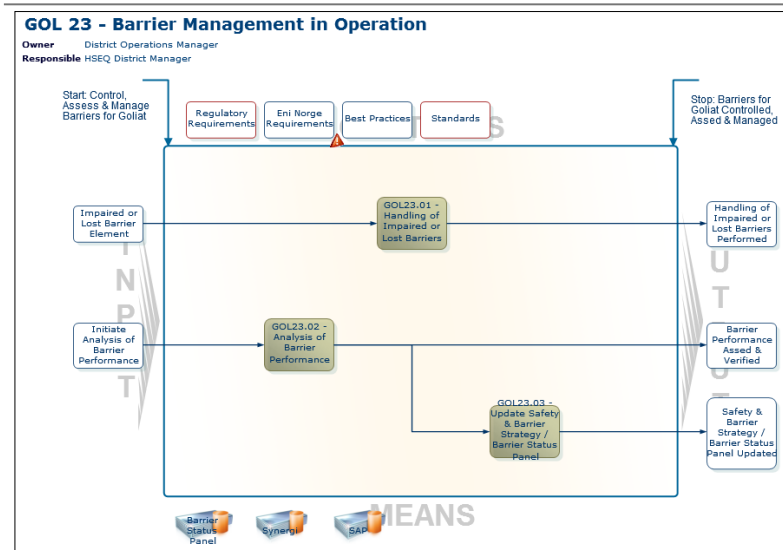 GOL 23 - Barrier Management in Operation
Owner District Operations Manager
Responsible HSEQ District Manager
Start: Control,
Assess & Manage
Barriers for Goliat
Regulatory
Requirements
Eni Norge
Requirements
Best Practices
Standards
Stop: Barriers for
Goliat Controlled,
Assed & Managed
Impaired or
Lost Barrier
Element
GOL23.01 -
Handling of
Impaired or
Lost Barriers
Handling of
Impaired or
Lost Barriers
Performed
Initiate
Analysis of
Barrier
Performance
GOL23.02 -
Analysis of
Barrier
Performance
Barrier
Performance
Assed &
Verified
GOL23.03 -
Update Safety
& Barrier
Strategy /
Barrier Status
Panel
Safety &
Barrier
Strategy /
Barrier Status
Panel Updated
Barrier
Status
Panel
Synergi
SAP
MEANS